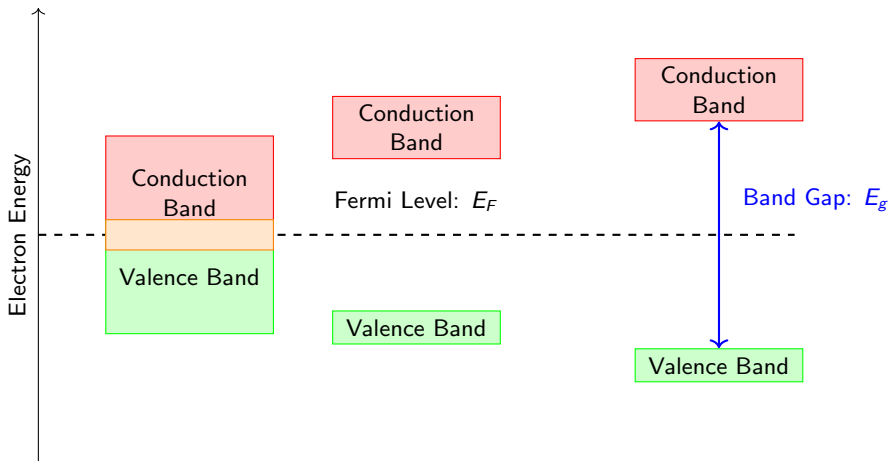 Electron Energy
Conduction
Band
Valence Band
Conduction
Band
Fermi Level: E_F
Valence Band
Conduction
Band
Band Gap: E_g
Valence Band